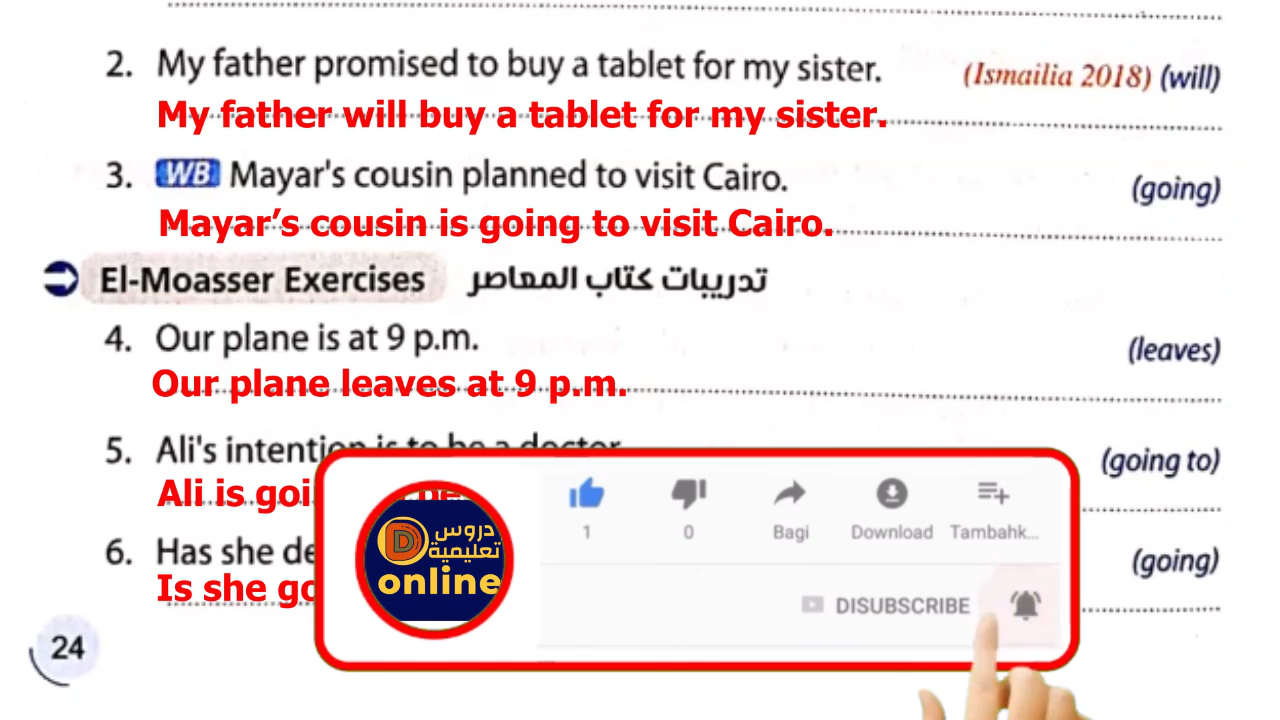 2. My father promised to buy a tablet for my sister. (Ismailia 2018) (will)
My father will buy a tablet for my sister.
3. WB Mayar's cousin planned to visit Cairo. (going)
Mayar’s cousin is going to visit Cairo.
El-Moasser Exercises تدريبات كتاب المعاصر
4. Our plane is at 9 p.m. (leaves)
Our plane leaves at 9 p.m.
5. Ali's intention is to be a doctor (going to)
Ali is goi
6. Has she de (going)
Is she go
24
دروس
تعليمية
online
1 0 Bagi Download Tambahk...
DISUBSCRIBE